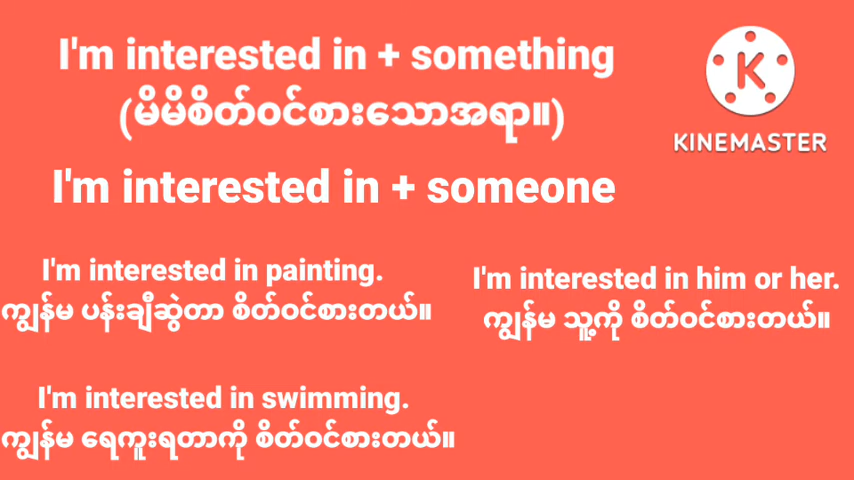 I'm interested in + something
(မိမိစိတ်ဝင်စားသောအရာ။)
I'm interested in + someone
KINEMASTER
I'm interested in painting.
ကျွန်မ ပန်းချီဆွဲတာ စိတ်ဝင်စားတယ်။
I'm interested in him or her.
ကျွန်မ သူ့ကို စိတ်ဝင်စားတယ်။
I'm interested in swimming.
ကျွန်မ ရေကူးရတာကို စိတ်ဝင်စားတယ်။